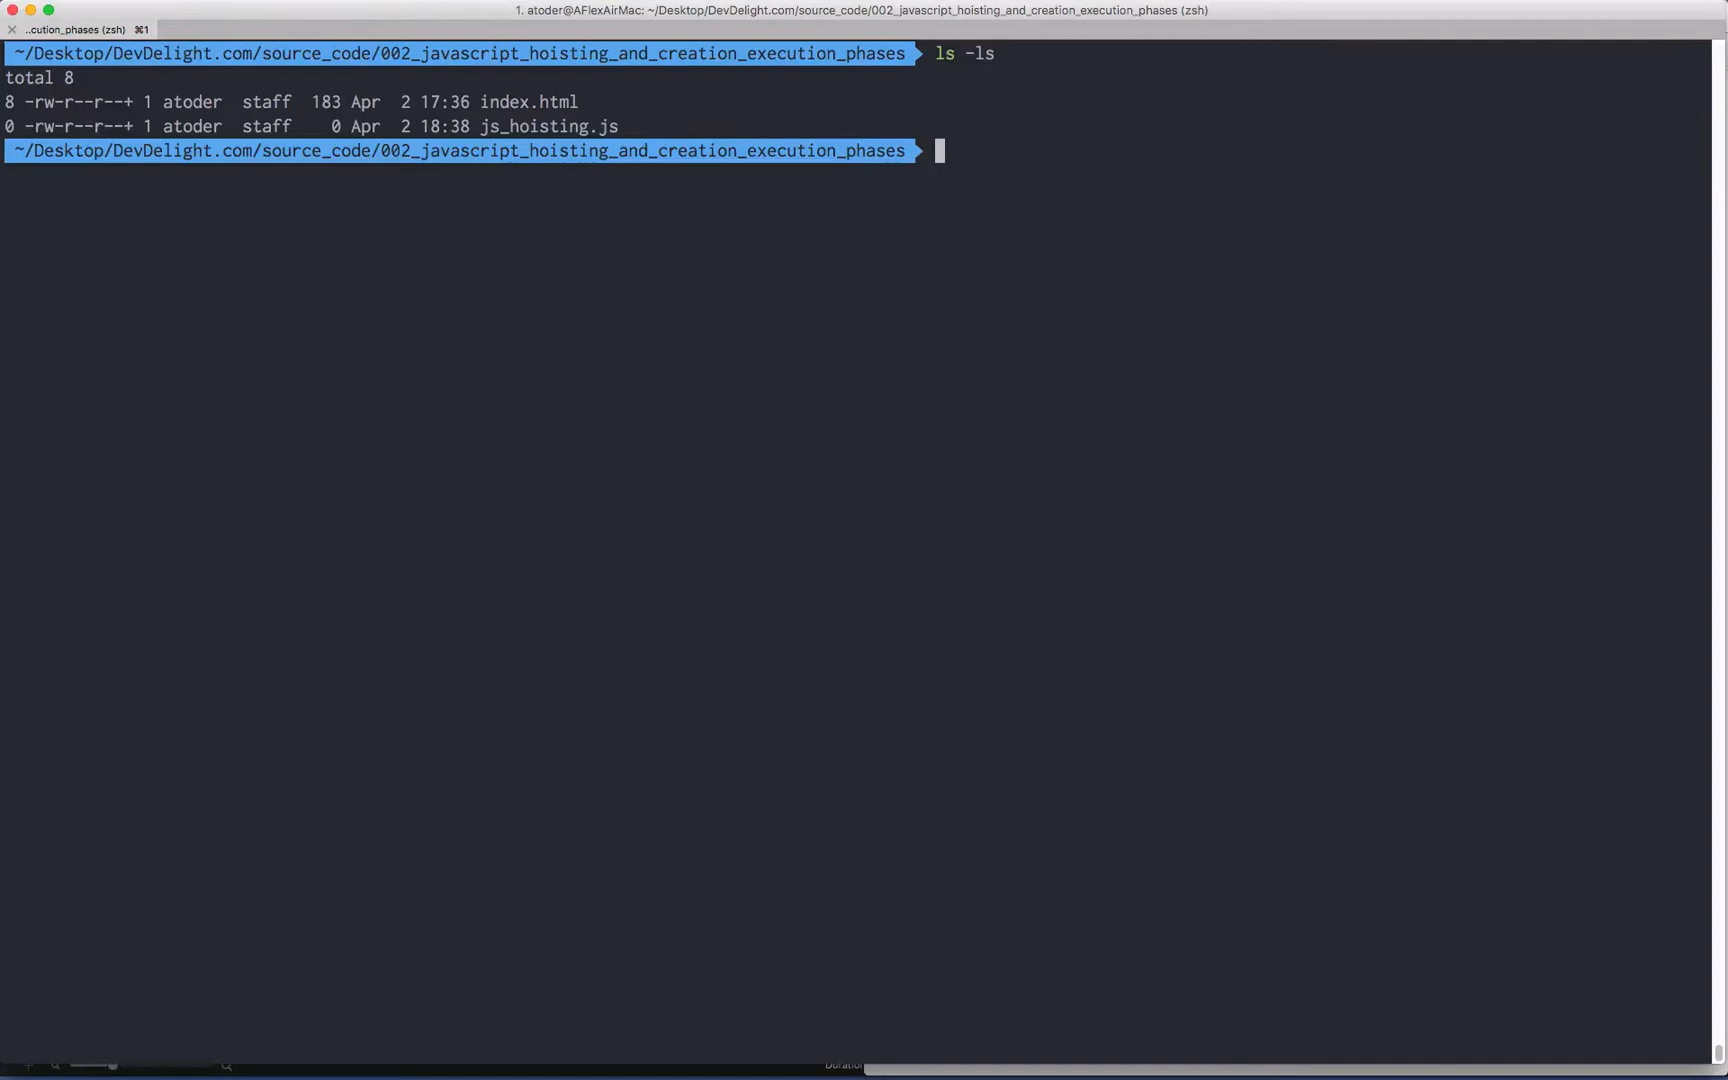 1. atoder@AFlexAirMac: ~/Desktop/DevDelight.com/source_code/002_javascript_hoisting_and_creation_execution_phases (zsh)
..cution_phases (zsh) ⌘1
~/Desktop/DevDelight.com/source_code/002_javascript_hoisting_and_creation_execution_phases ls -ls
total 8
8 -rw-r--r--+ 1 atoder staff 183 Apr 2 17:36 index.html
0 -rw-r--r--+ 1 atoder staff 0 Apr 2 18:38 js_hoisting.js
~/Desktop/DevDelight.com/source_code/002_javascript_hoisting_and_creation_execution_phases
Duration